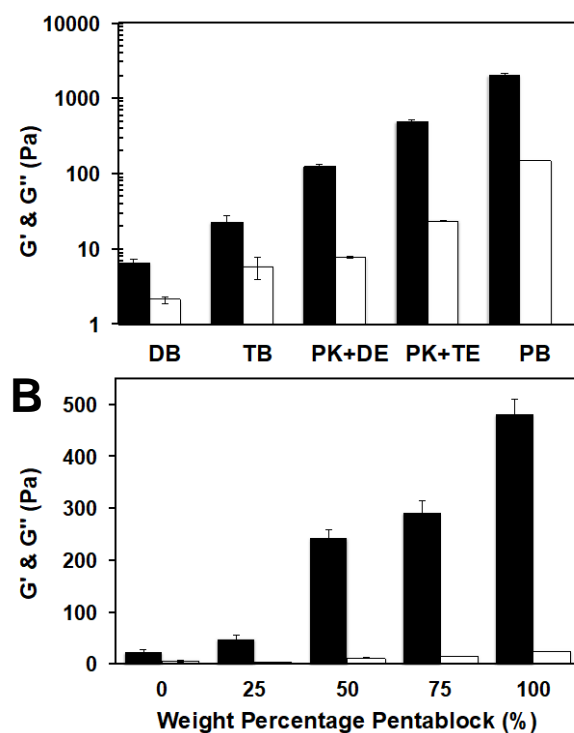 10000
1000
100
10
1
G' & G'' (Pa)
DB TB PK+DE PK+TE PB
B
500
400
300
200
100
0
G' & G'' (Pa)
0 25 50 75 100
Weight Percentage Pentablock (%)